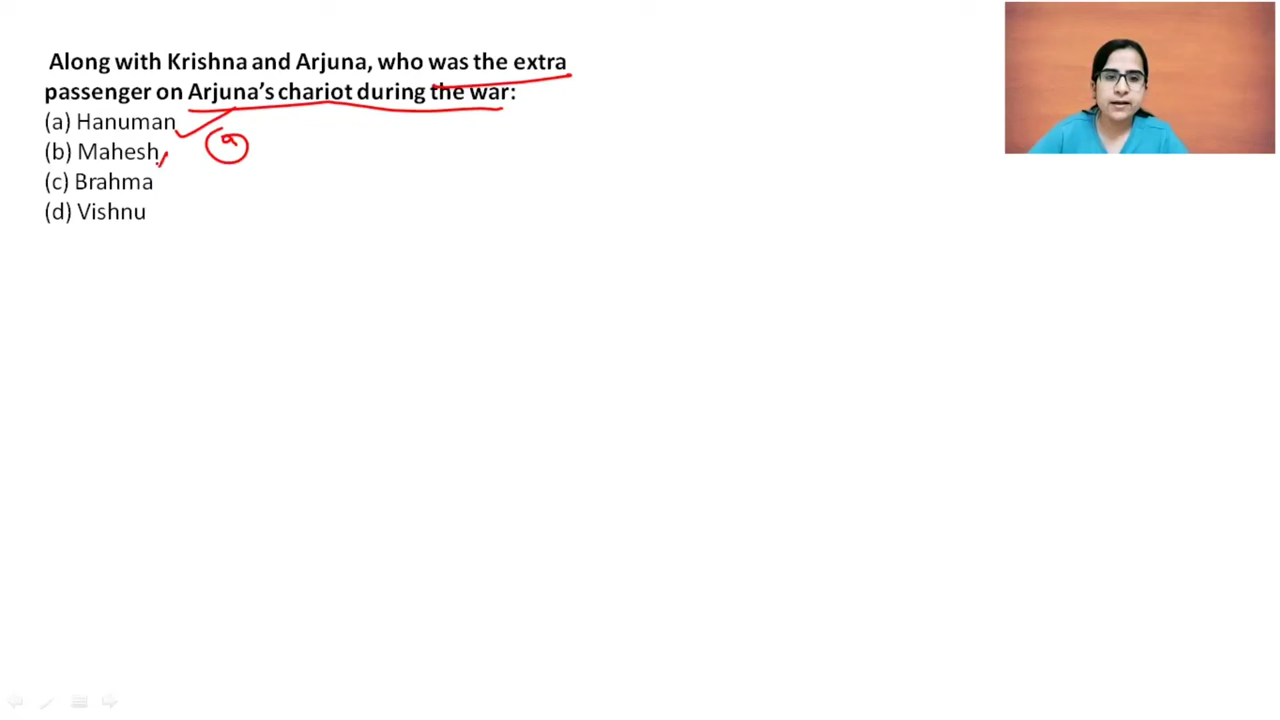 Along with Krishna and Arjuna, who was the extra
passenger on Arjuna's chariot during the war:
(a) Hanuman
a
(b) Mahesh
(c) Brahma
(d) Vishnu